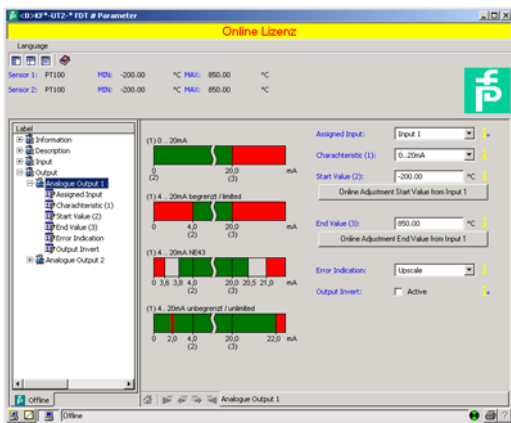 <0>KF*-UT2-* FDT # Parameter
Online Lizenz
Language
Sensor 1: PT100 MIN: -200.00 °C MAX: 850.00 °C
Sensor 2: PT100 MIN: -200.00 °C MAX: 850.00 °C
Label
Information
Description
Input
Output
Analogue Output 1
Assigned Input
Charachteristic (1)
Start Value (2)
End Value (3)
Error Indication
Output Invert
Analogue Output 2
(1) 0 .. 20mA
0 20,0 mA
(2) (3)
(1) 4 .. 20mA begrenzt / limited
0 4,0 20,0 mA
(2) (3)
(1) 4 .. 20mA NE43
0 3,6 3,8 4,0 20,0 20,5 21,0 mA
(2) (3)
(1) 4 .. 20mA unbegrenzt / unlimited
0 2,0 4,0 20,0 22,0 mA
(2) (3)
Assigned Input: Input 1
Charachteristic (1): 0..20mA
Start Value (2): -200.00 °C
Online Adjustment Start Value from Input 1
End Value (3): 850.00 °C
Online Adjustment End Value from Input 1
Error Indication: Upscale
Output Invert: Active
Offline
Analogue Output 1
Offline